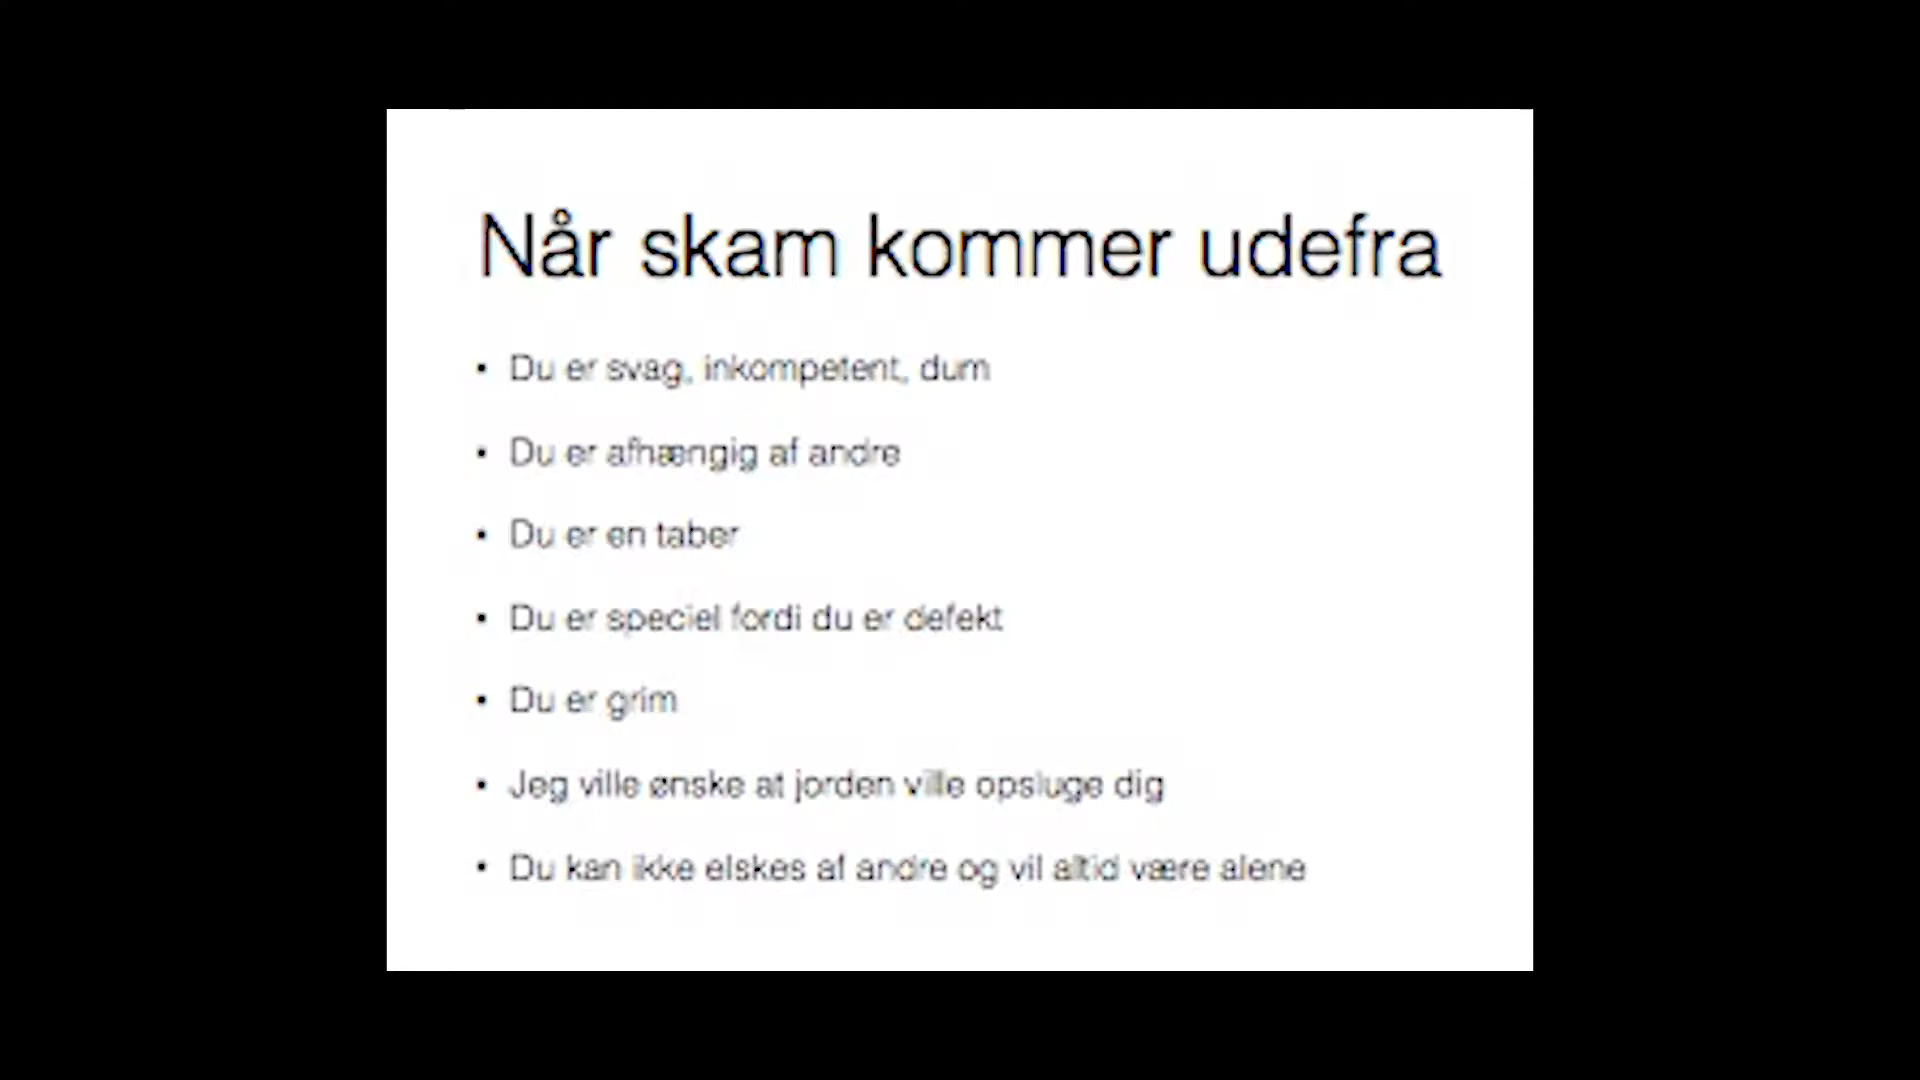 Når skam kommer udefra
• Du er svag, inkompetent, dum
• Du er afhængig af andre
• Du er en taber
• Du er speciel fordi du er defekt
• Du er grim
• Jeg ville ønske at jorden ville opsluge dig
• Du kan ikke elskes af andre og vil altid være alene